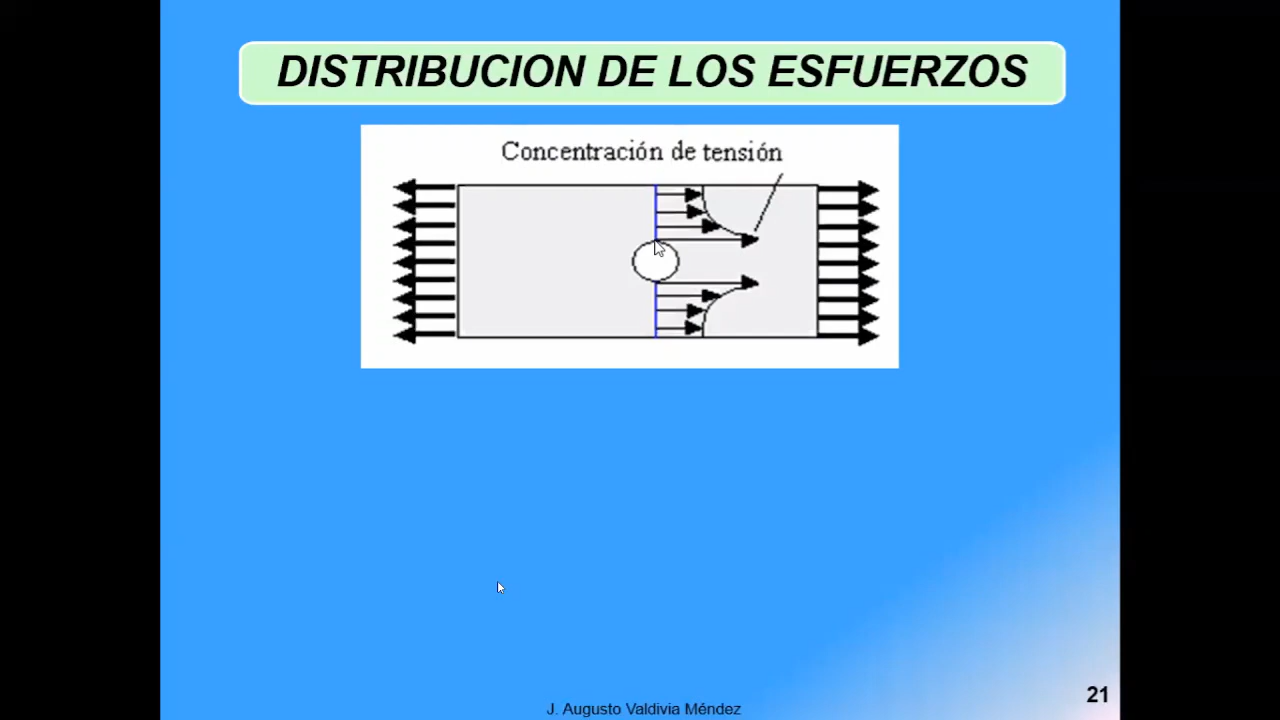 DISTRIBUCION DE LOS ESFUERZOS
Concentración de tensión
21
J. Augusto Valdivia Méndez